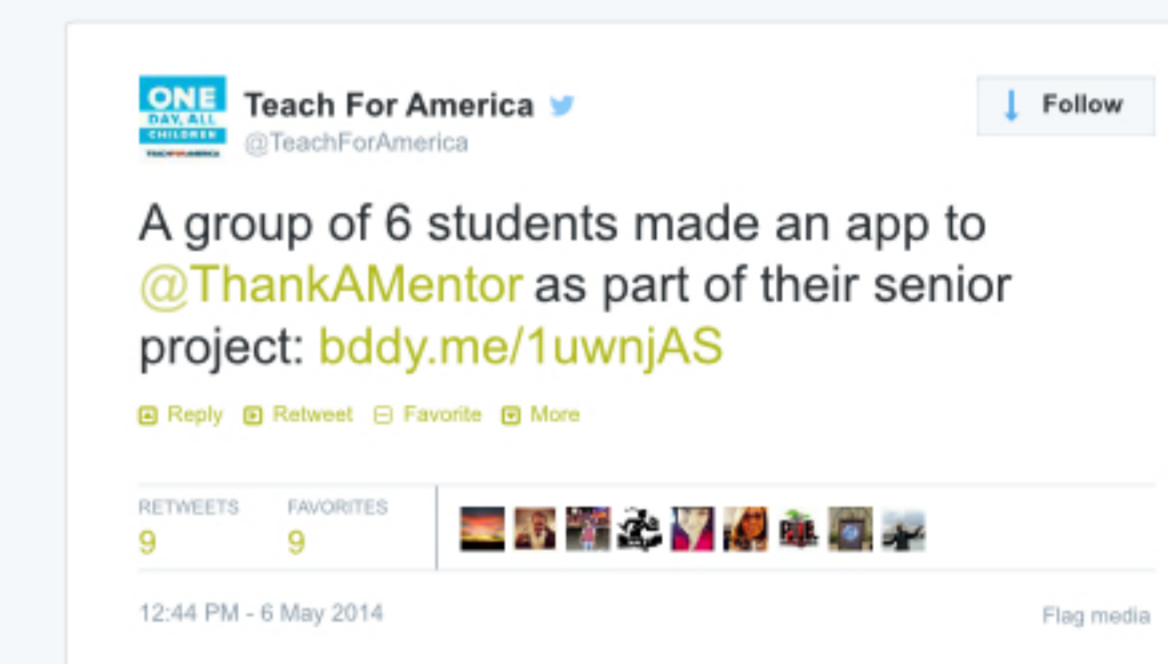 ONE
DAY, ALL
CHILDREN
TEACHFORAMERICA
Teach For America
@TeachForAmerica
Follow
A group of 6 students made an app to
@ThankAMentor as part of their senior
project: bddy.me/1uwnjAS
Reply Retweet Favorite More
RETWEETS FAVORITES
9 9
12:44 PM - 6 May 2014
Flag media